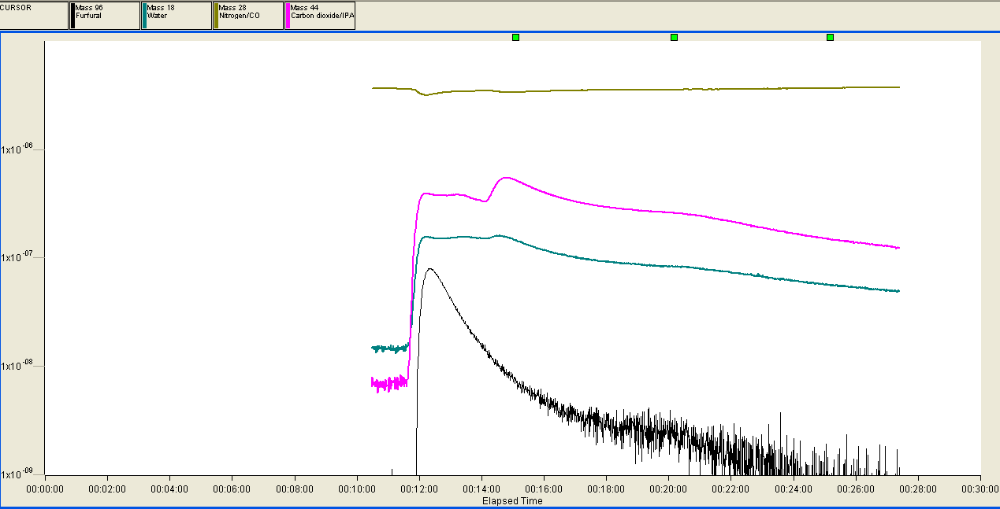 CURSOR
Mass 96
Furfural
Mass 18
Water
Mass 28
Nitrogen/CO
Mass 44
Carbon dioxide/IPA
1x10 -06
1x10 -07
1x10 -08
1x10 -09
00:00:00 00:02:00 00:04:00 00:06:00 00:08:00 00:10:00 00:12:00 00:14:00 00:16:00 00:18:00 00:20:00 00:22:00 00:24:00 00:26:00 00:28:00 00:30:00
Elapsed Time